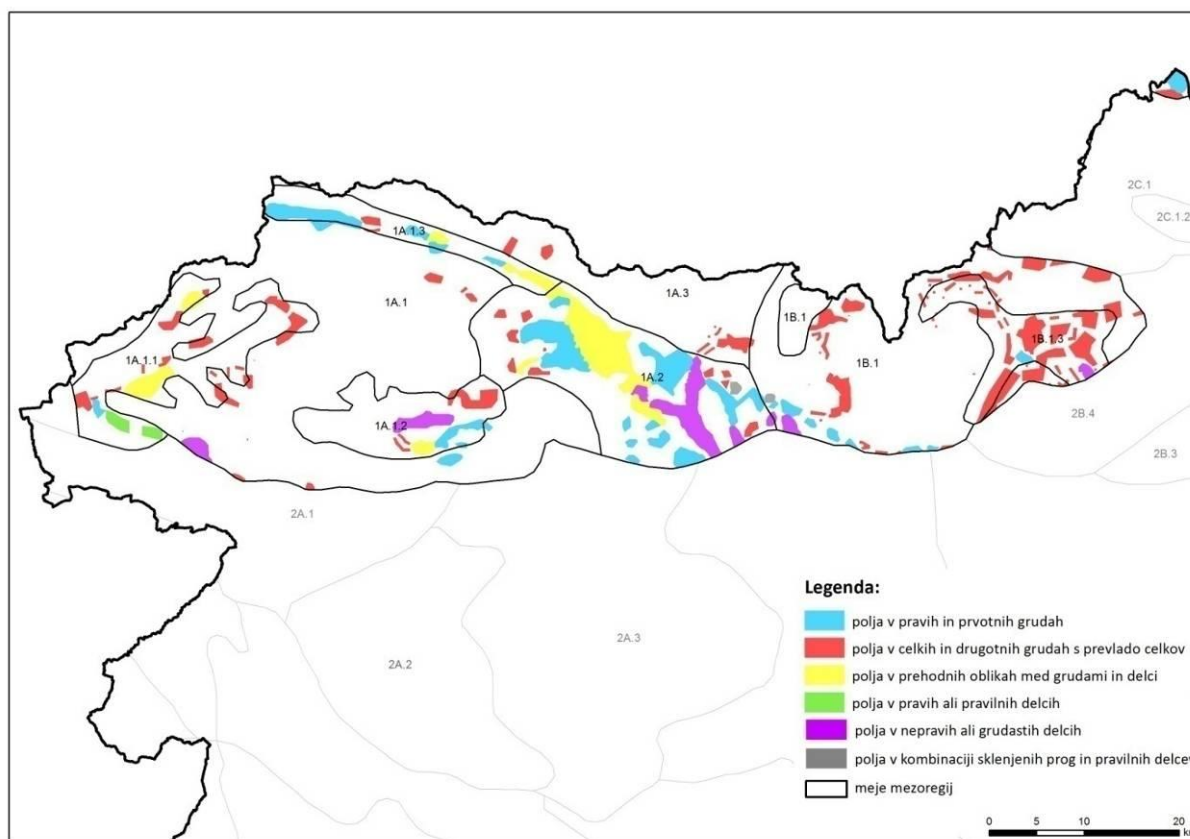 2C.1
2C.1.2
1A.1.3
1A.3
1A.1
1B.1
1B.1.3
1A.1.1
1A.2
1B.1
1A.1.2
2B.4
2B.3
2A.1
2A.3
2A.2
Legenda:
polja v pravih in prvotnih grudah
polja v celkih in drugotnih grudah s prevlado celkov
polja v prehodnih oblikah med grudami in delci
polja v pravih ali pravilnih delcih
polja v nepravih ali grudastih delcih
polja v kombinaciji sklenjenih prog in pravilnih delcev
meje mezoregij
0 5 10 20